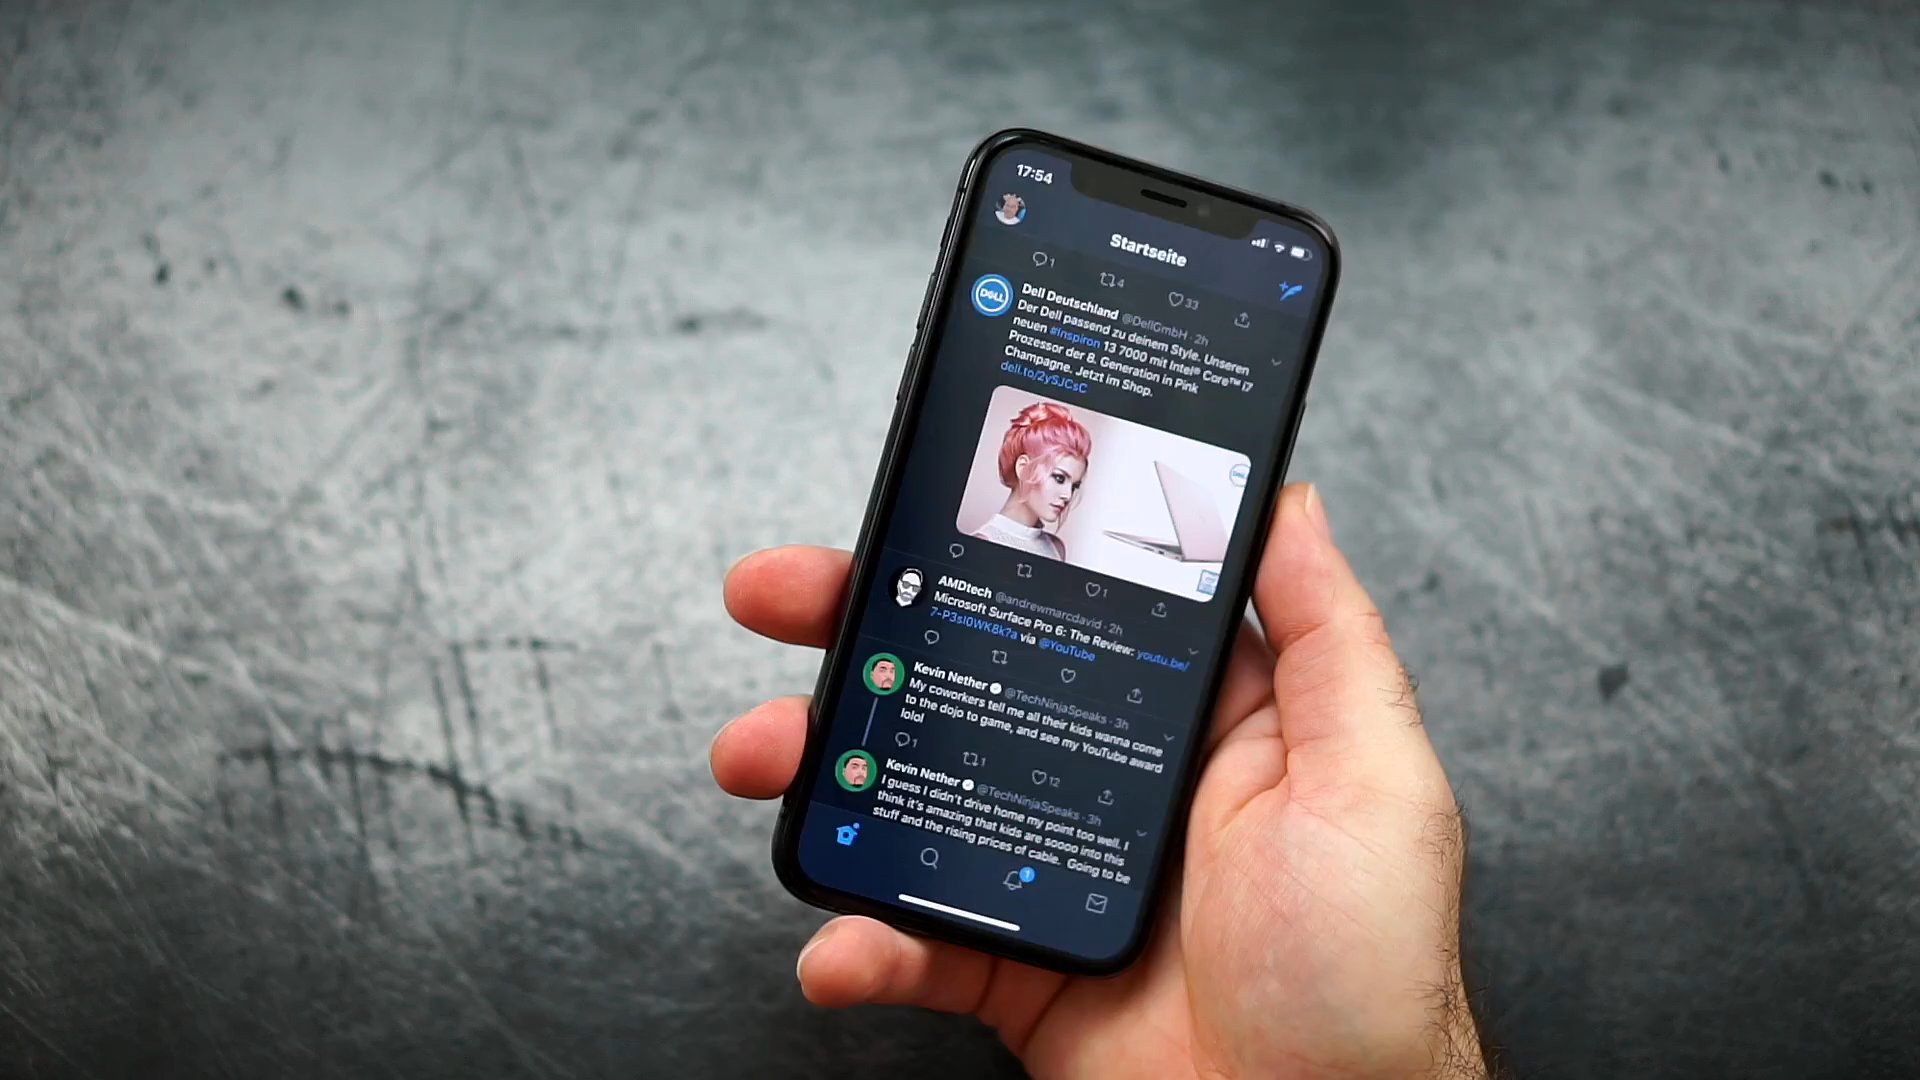 17:54
Startseite
1 4 33
DELL
Dell Deutschland @DellGmbH · 2h
Der Dell passend zu deinem Style. Unseren
neuen #Inspiron 13 7000 mit Intel® Core™ i7
Prozessor der 8. Generation in Pink
Champagne. Jetzt im Shop.
dell.to/2ySJCsC
1
AMDtech @andrewmarcdavid · 2h
Microsoft Surface Pro 6: The Review: youtu.be/
7-P3sI0WK8k?a via @YouTube
Kevin Nether @TechNinjaSpeaks · 3h
My coworkers tell me all their kids wanna come
to the dojo to game, and see my YouTube award
lolol
1 1 12
Kevin Nether @TechNinjaSpeaks · 3h
I guess I didn't drive home my point too well. I
think it's amazing that kids are soooo into this
stuff and the rising prices of cable. Going to be
1